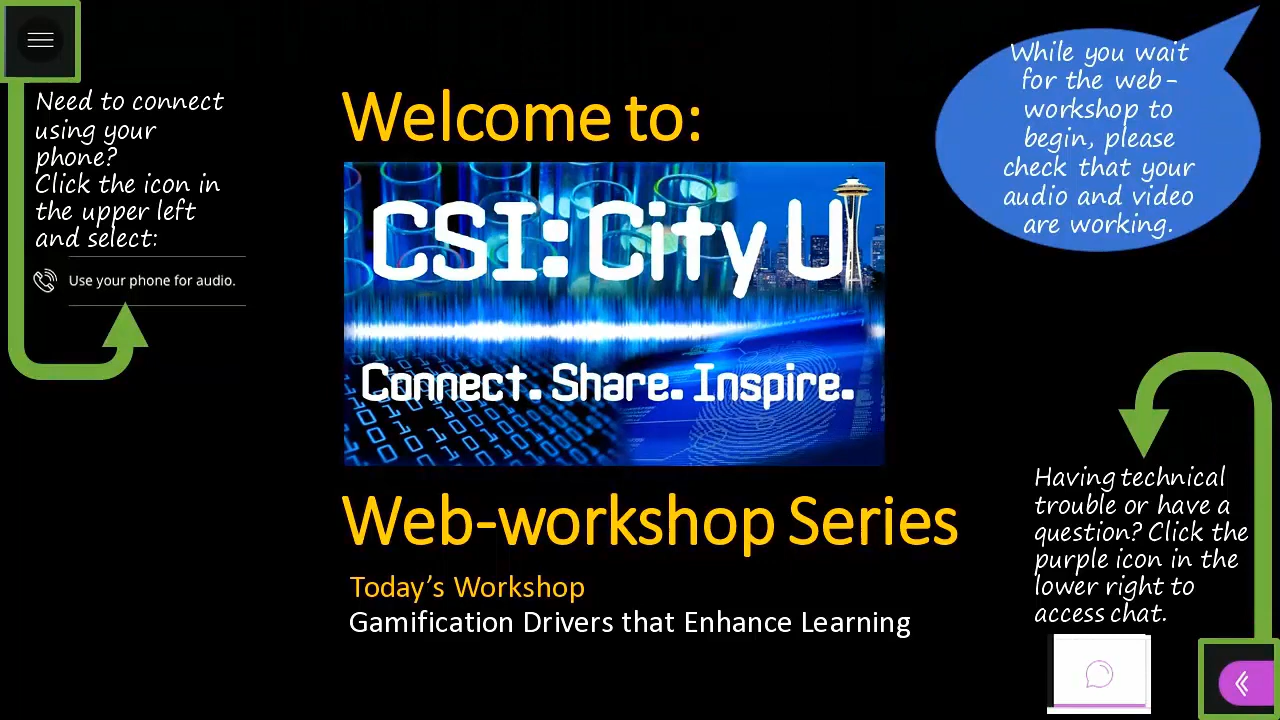 Need to connect
using your
phone?
Click the icon in
the upper left
and select:
Use your phone for audio.
Welcome to:
CSI: City U
Connect. Share. Inspire.
Web-workshop Series
Today's Workshop
Gamification Drivers that Enhance Learning
While you wait
for the web-
workshop to
begin, please
check that your
audio and video
are working.
Having technical
trouble or have a
question? Click the
purple icon in the
lower right to
access chat.